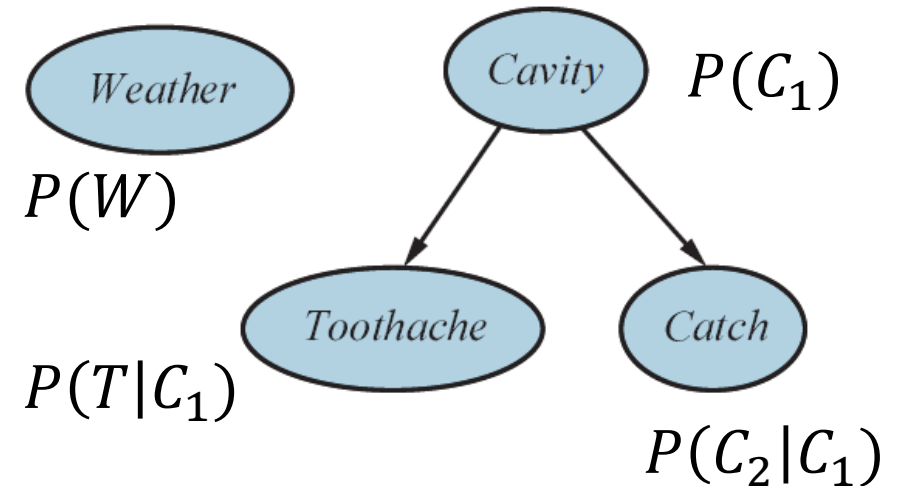 Weather
Cavity
P(C₁)
P(W)
Toothache
Catch
P(T|C₁)
P(C₂|C₁)